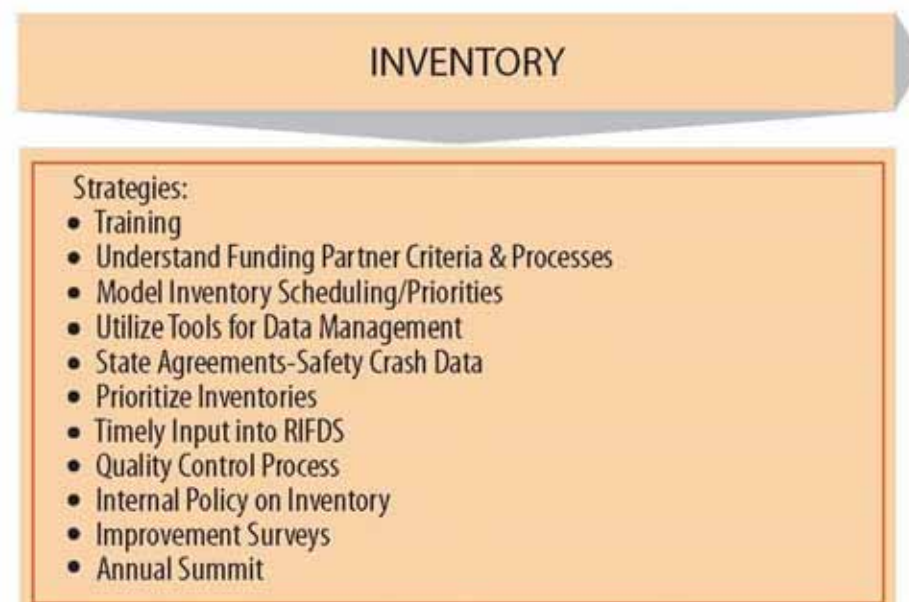 INVENTORY
Strategies:
• Training
• Understand Funding Partner Criteria & Processes
• Model Inventory Scheduling/Priorities
• Utilize Tools for Data Management
• State Agreements-Safety Crash Data
• Prioritize Inventories
• Timely Input into RIFDS
• Quality Control Process
• Internal Policy on Inventory
• Improvement Surveys
• Annual Summit